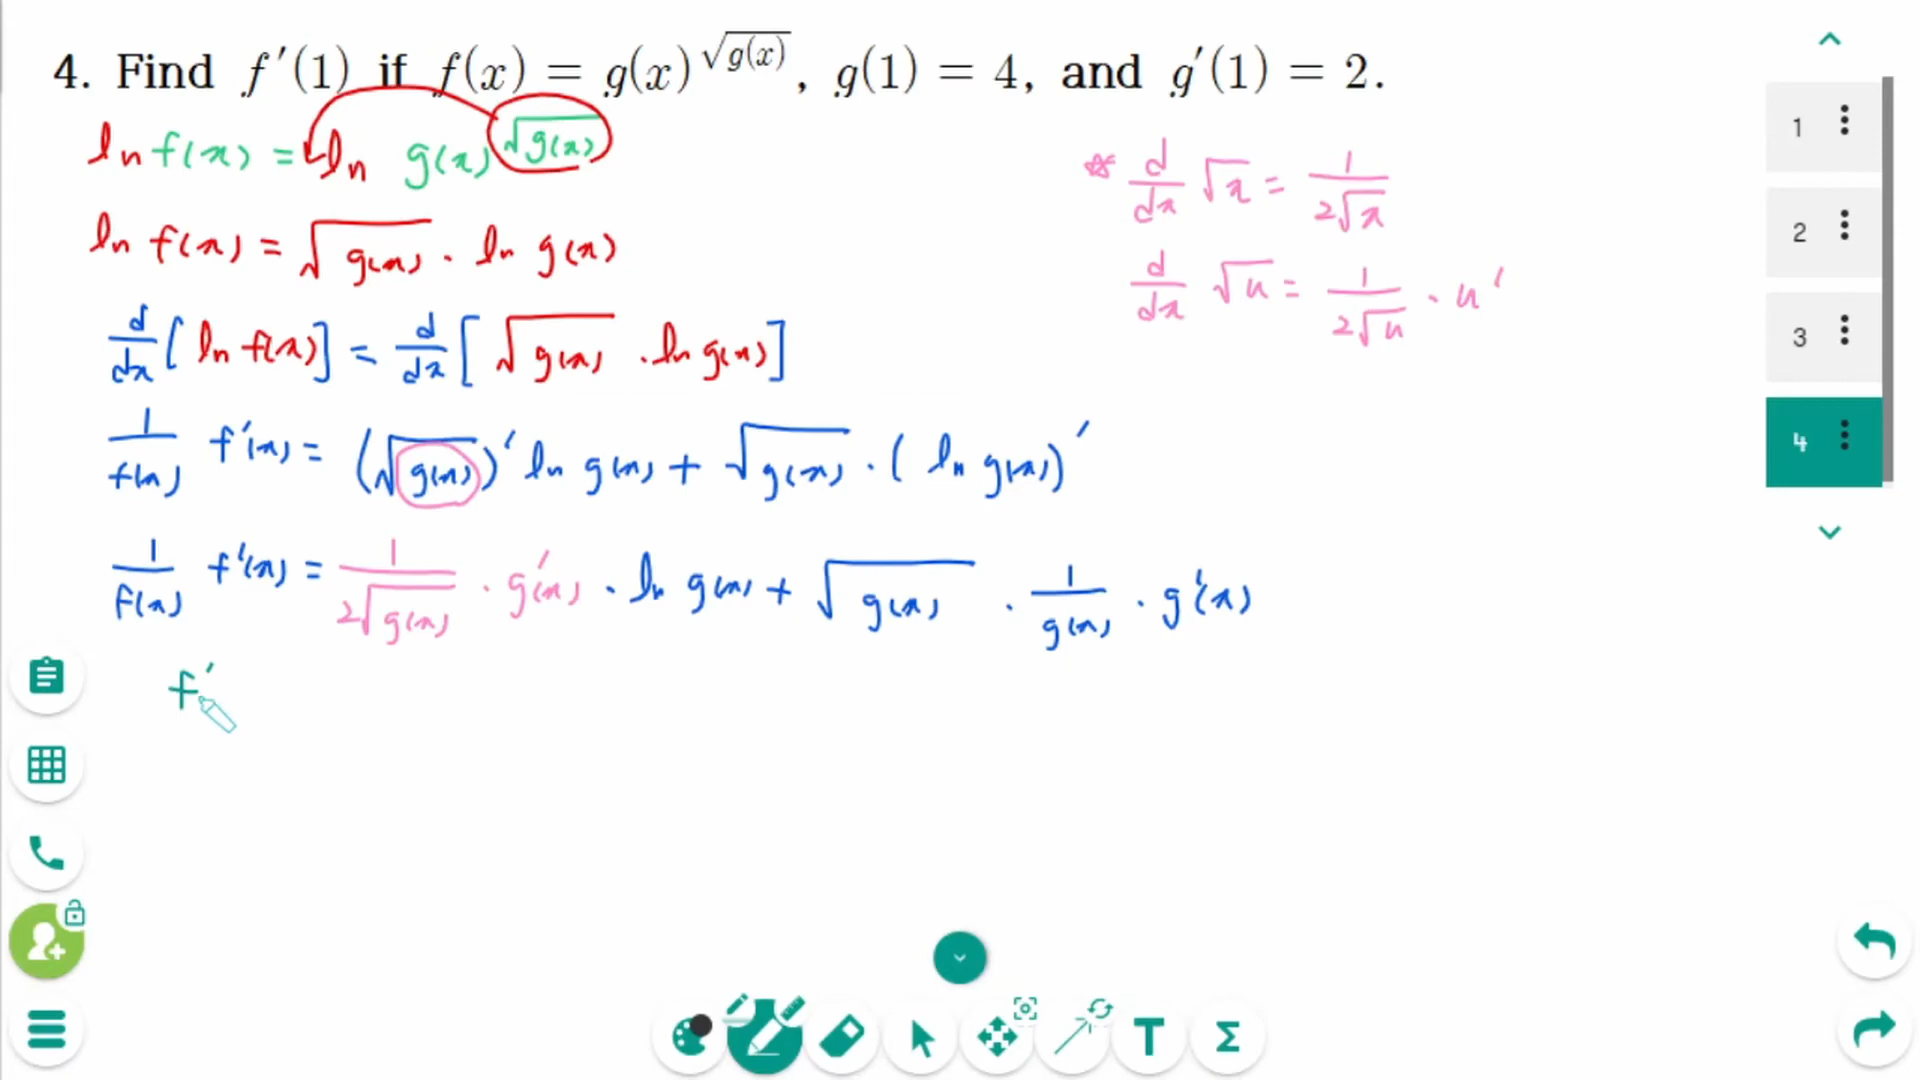 4. Find f′(1) if f(x) = g(x)^√g(x), g(1) = 4, and g′(1) = 2.
ln f(x) = ln g(x)^√g(x)
ln f(x) = √g(x) · ln g(x)
d/dx [ln f(x)] = d/dx [√g(x) · ln g(x)]
1/f(x) f′(x) = (√g(x))′ ln g(x) + √g(x) · (ln g(x))′
1/f(x) f′(x) = 1/(2√g(x)) · g′(x) · ln g(x) + √g(x) · 1/g(x) · g′(x)
f′
* d/dx √x = 1/(2√x)
d/dx √u = 1/(2√u) · u′
1
2
3
4
T
Σ